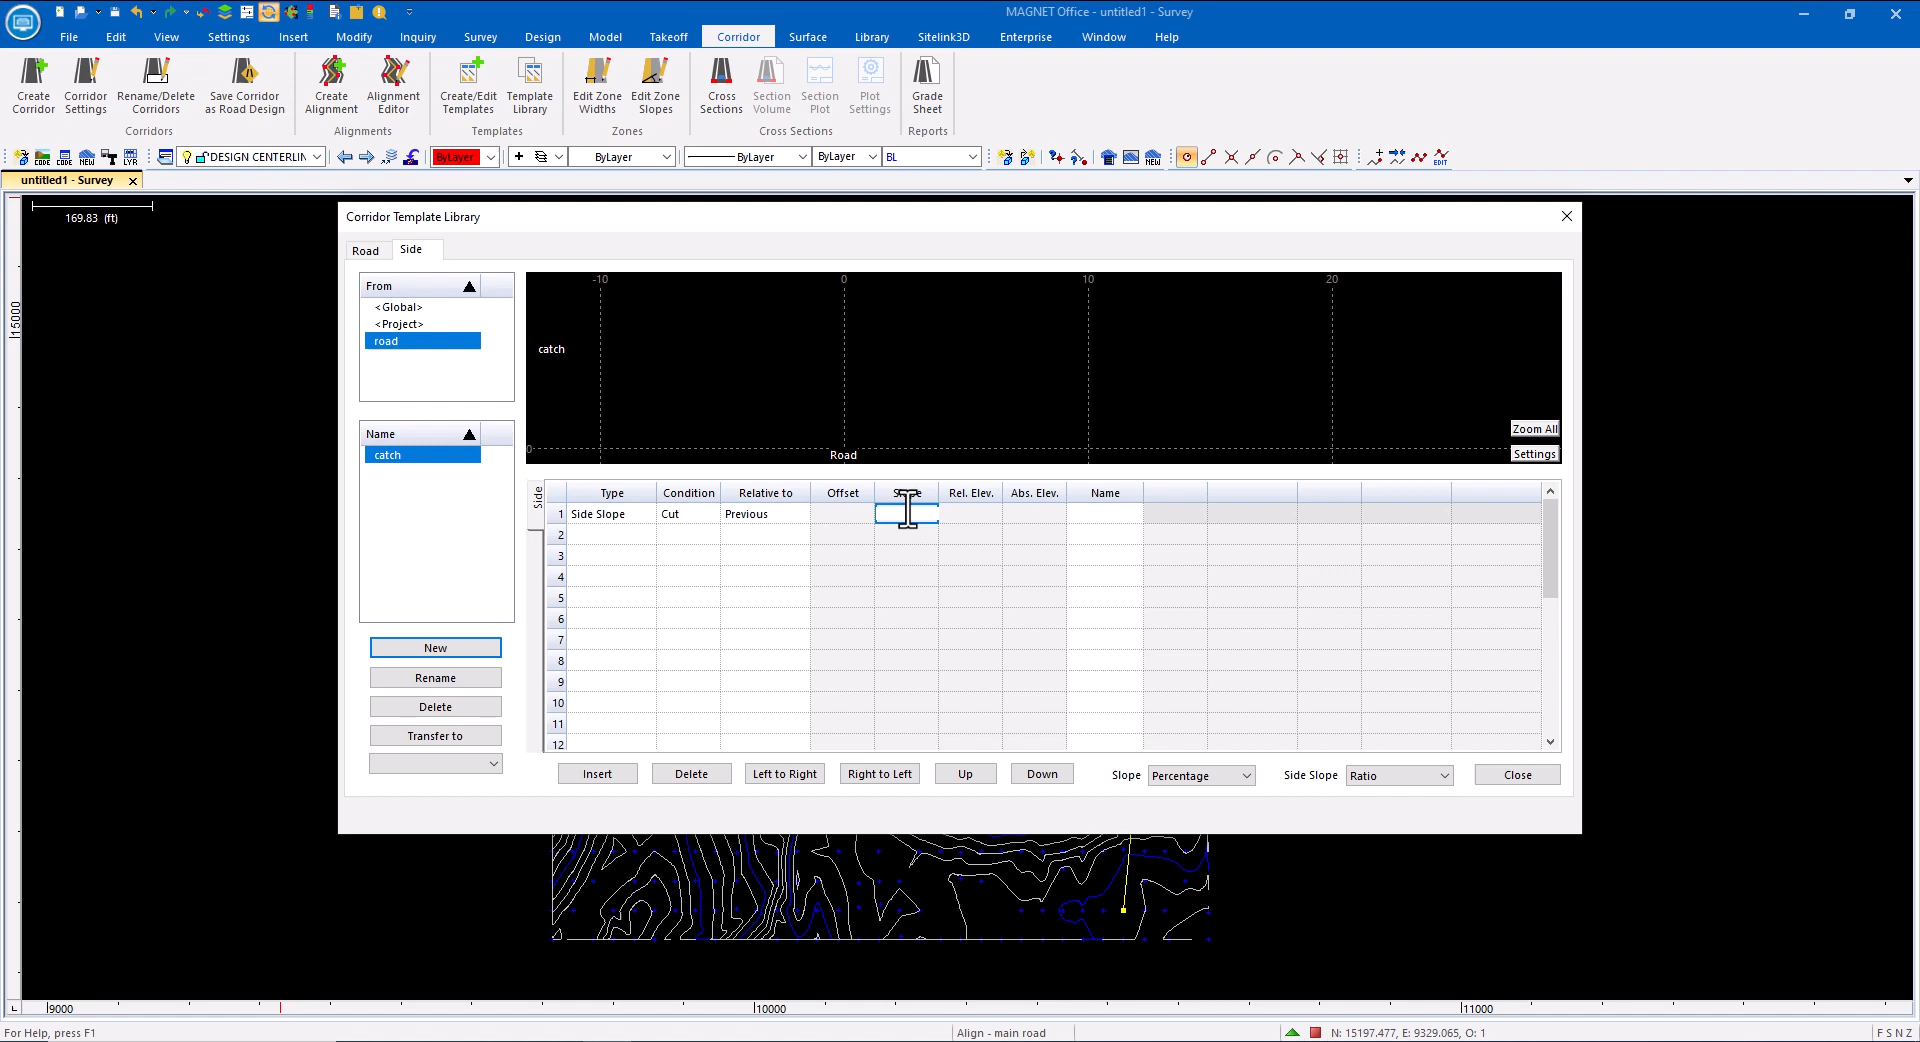 MAGNET Office - untitled1 - Survey
File Edit View Settings Insert Modify Inquiry Survey Design Model Takeoff Corridor Surface Library Sitelink3D Enterprise Window Help
Create Corridor Corridor Settings Rename/Delete Corridors Save Corridor as Road Design Create Alignment Alignment Editor Create/Edit Templates Template Library Edit Zone Widths Edit Zone Slopes Cross Sections Section Volume Section Plot Plot Settings Grade Sheet
Corridors Alignments Templates Zones Cross Sections Reports
CODE CODE NEW LYR DESIGN CENTERLIN ByLayer ByLayer ByLayer ByLayer BL NEW EDIT
untitled1 - Survey
169.83 (ft)
15000
Corridor Template Library
Road Side
From
<Global>
<Project>
road
Name
catch
New
Rename
Delete
Transfer to
-10 0 10 20
catch
0
Road
Zoom All
Settings
Side
Type Condition Relative to Offset Rel. Elev. Abs. Elev. Name
1 Side Slope Cut Previous
2
3
4
5
6
7
8
9
10
11
12
Insert Delete Left to Right Right to Left Up Down Slope Percentage Side Slope Ratio Close
9000 10000 11000
For Help, press F1 Align - main road N: 15197.477, E: 9329.065, O: 1 F S N Z